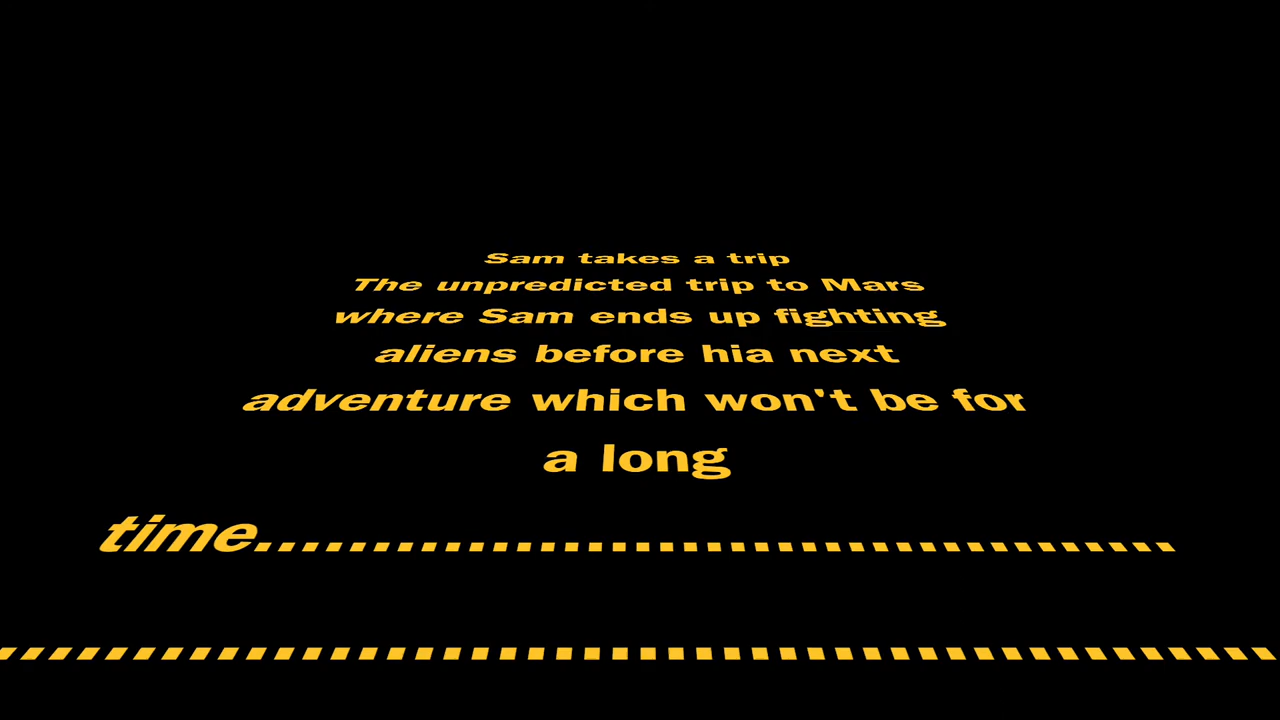 Sam takes a trip
The unpredicted trip to Mars
where Sam ends up fighting
aliens before hia next
adventure which won't be for
a long
time.......................................
.............................................